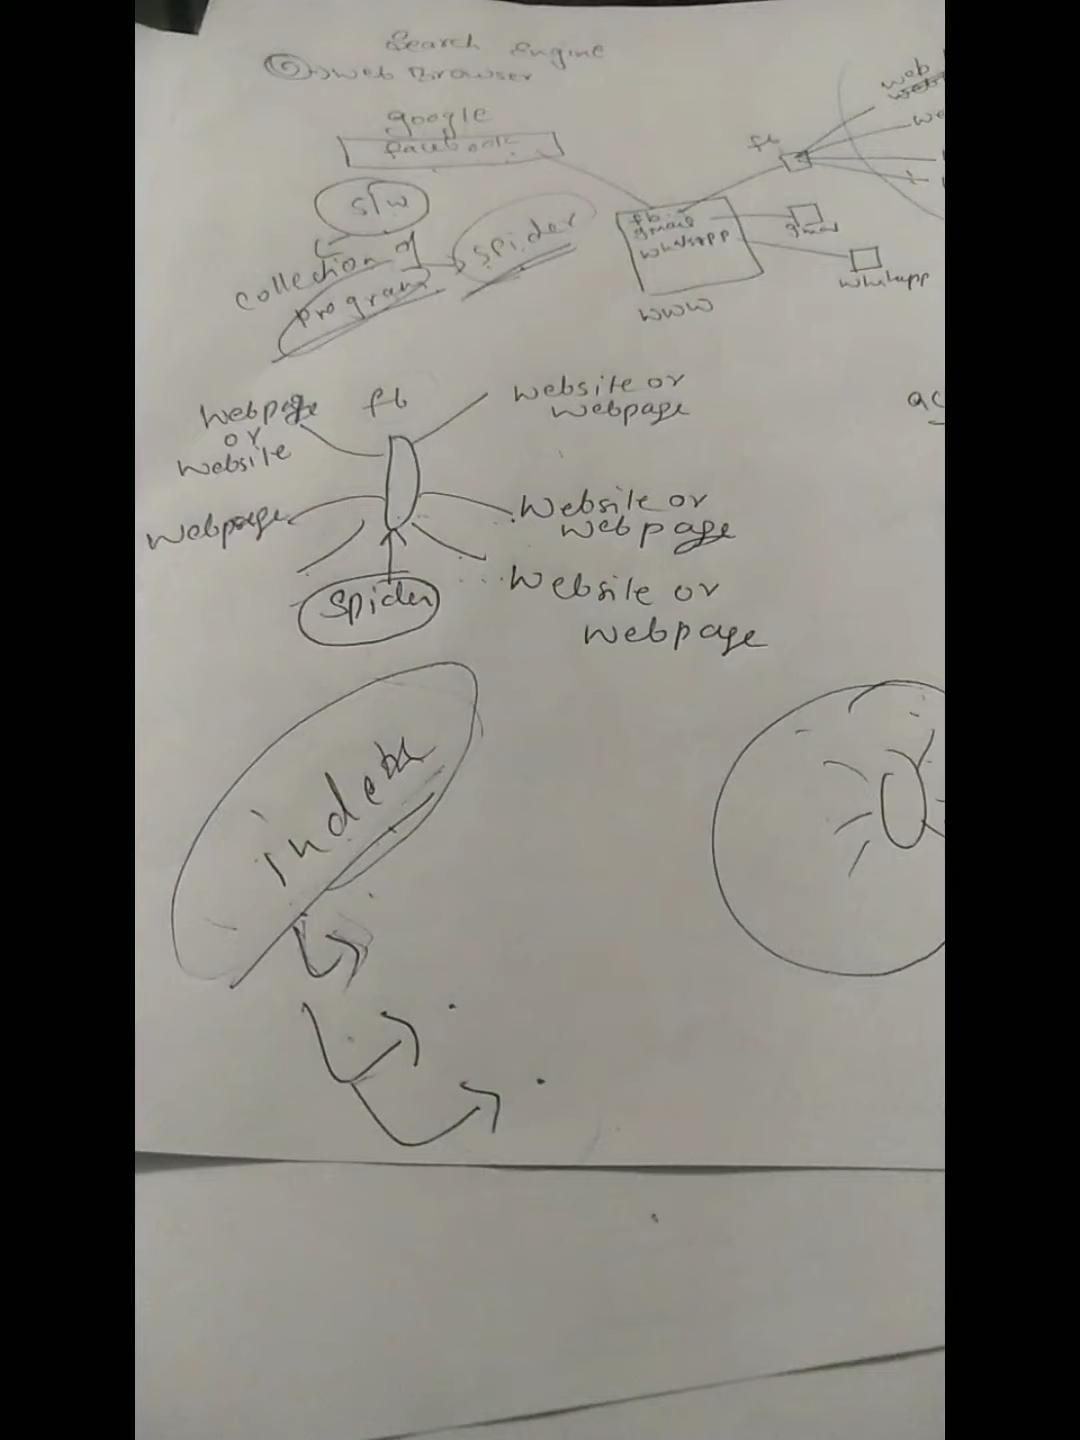 Search Engine
web Browser
google
facebook
S/W
collection of
program
spider
fb
gmail
whatsapp
www
fb
web
gmail
whatsapp
fb
webpage
or
website
website or
webpage
webpage
website or
webpage
spider
website or
webpage
index